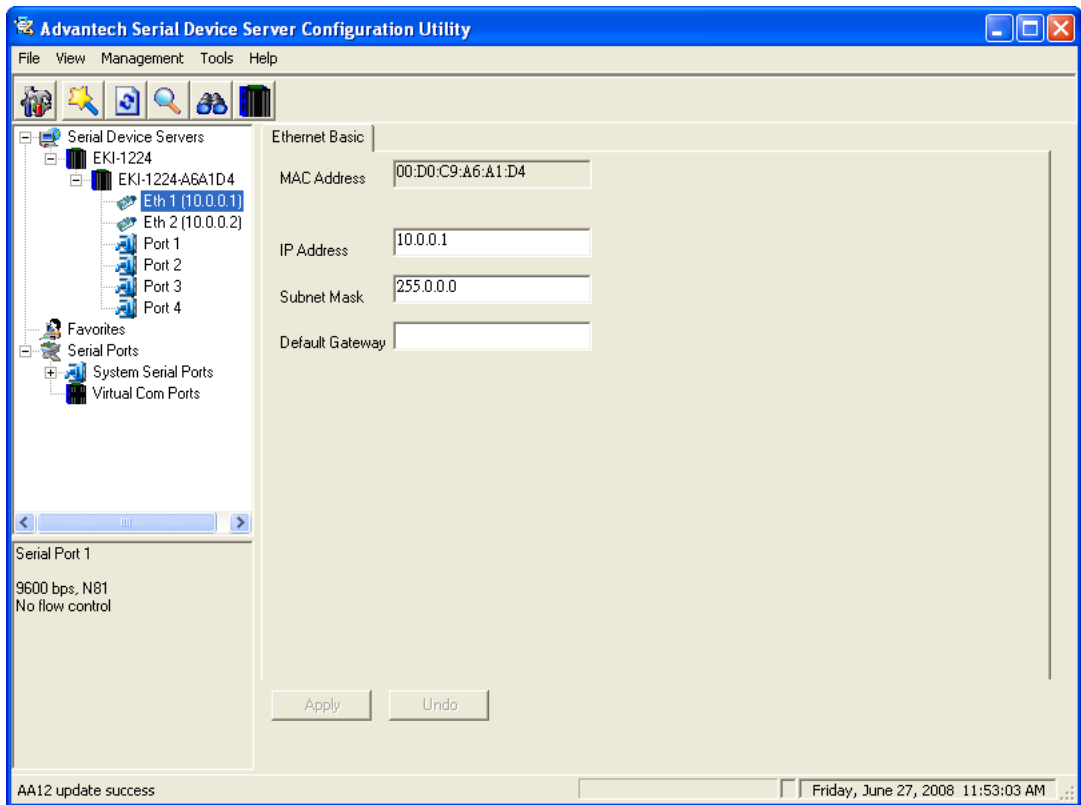 Advantech Serial Device Server Configuration Utility
File View Management Tools Help
Serial Device Servers
EKI-1224
EKI-1224-A6A1D4
Eth 1 (10.0.0.1)
Eth 2 (10.0.0.2)
Port 1
Port 2
Port 3
Port 4
Favorites
Serial Ports
System Serial Ports
Virtual Com Ports
Serial Port 1
9600 bps, N81
No flow control
Ethernet Basic
MAC Address 00:D0:C9:A6:A1:D4
IP Address 10.0.0.1
Subnet Mask 255.0.0.0
Default Gateway
Apply Undo
AA12 update success
Friday, June 27, 2008 11:53:03 AM